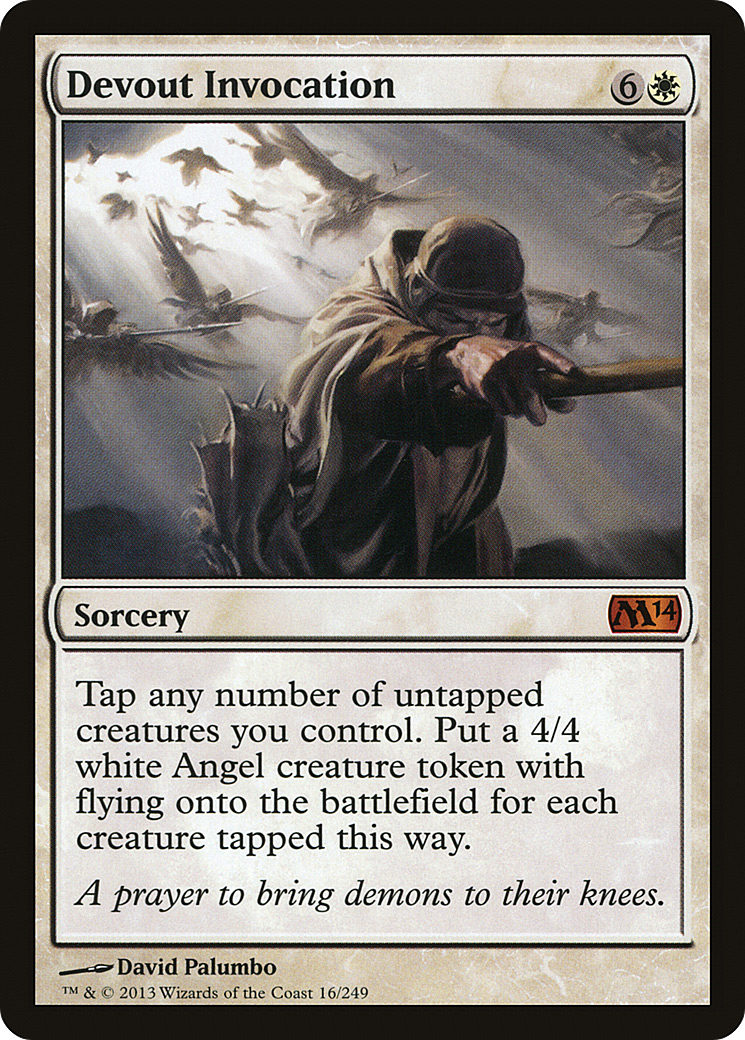 Devout Invocation 6
Sorcery M14
Tap any number of untapped
creatures you control. Put a 4/4
white Angel creature token with
flying onto the battlefield for each
creature tapped this way.
A prayer to bring demons to their knees.
David Palumbo
™ & © 2013 Wizards of the Coast 16/249